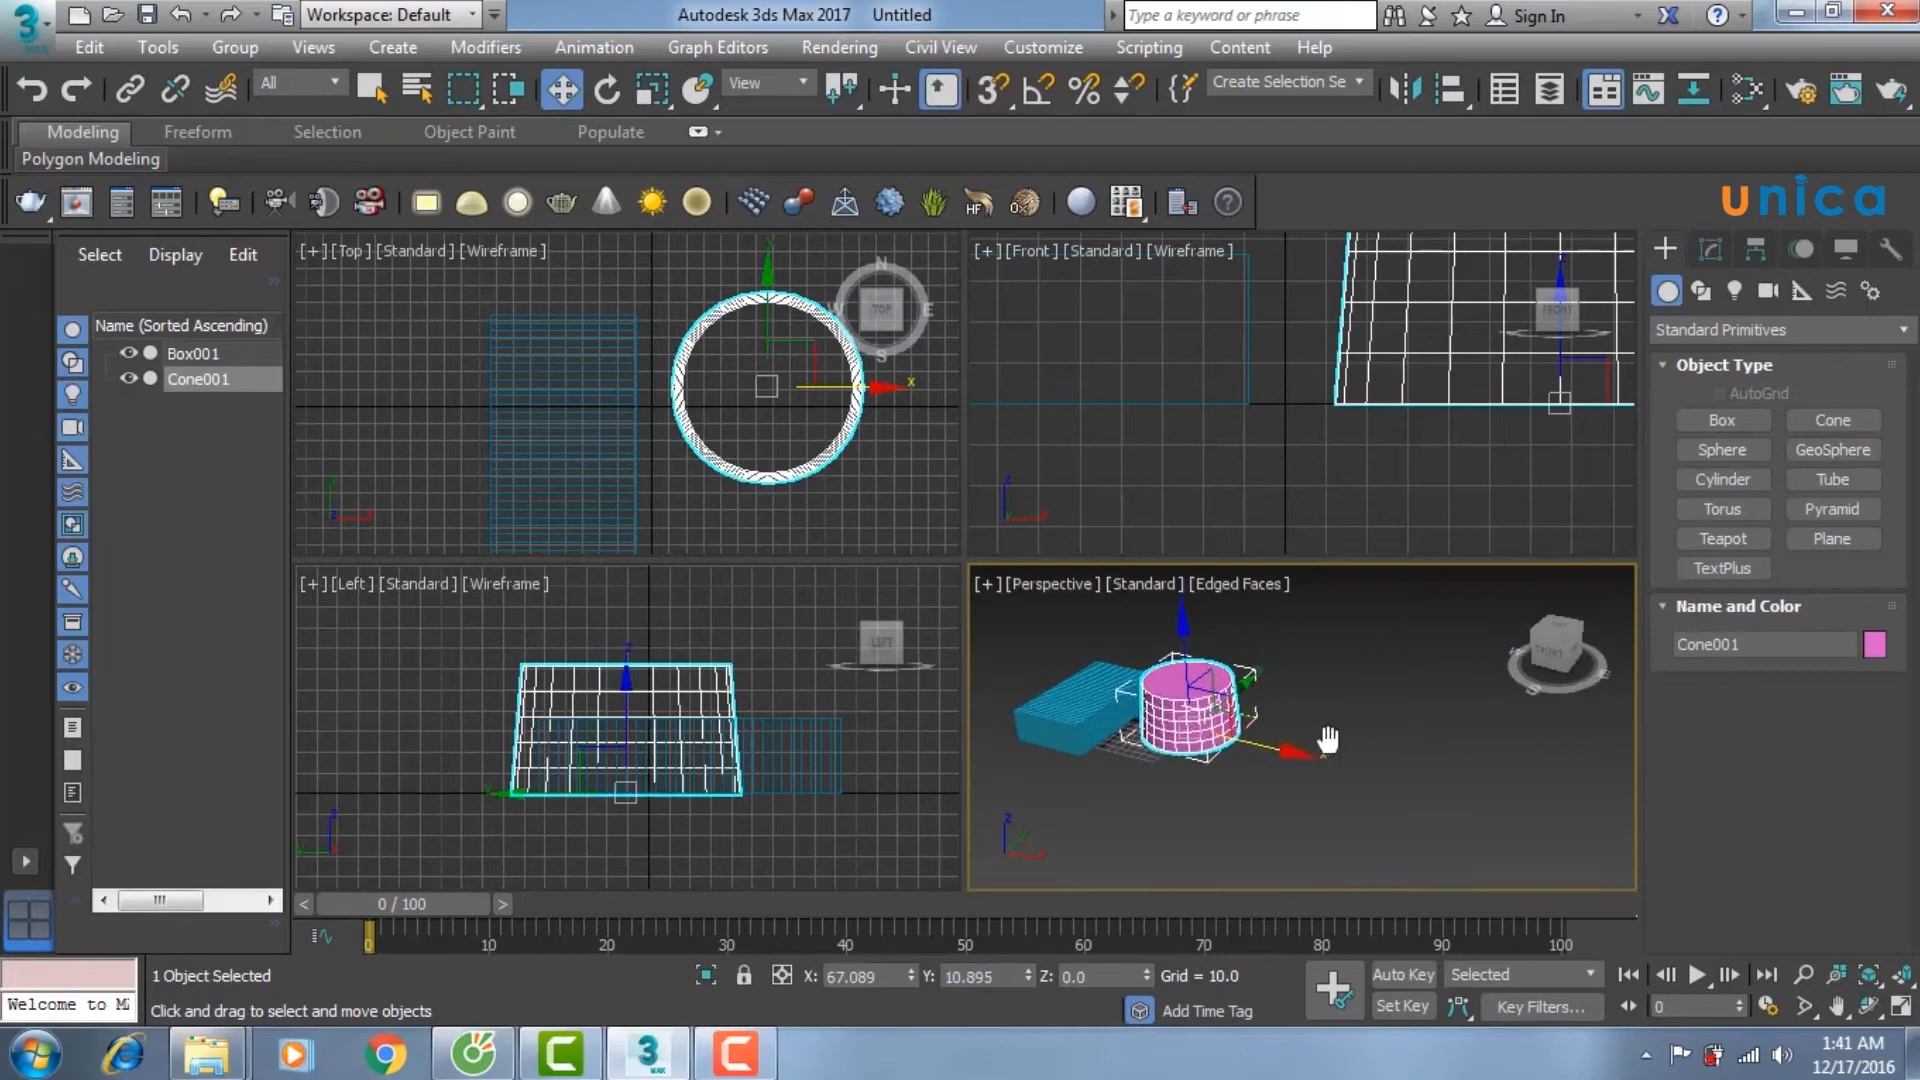 Workspace: Default
Autodesk 3ds Max 2017 Untitled
Type a keyword or phrase
Sign In
MAX
Edit Tools Group Views Create Modifiers Animation Graph Editors Rendering Civil View Customize Scripting Content Help
All
View
Create Selection Se
Modeling Freeform Selection Object Paint Populate
Polygon Modeling
unica
Select Display Edit
Name (Sorted Ascending)
Box001
Cone001
[+] [Top] [Standard] [Wireframe]
[+] [Front] [Standard] [Wireframe]
[+] [Left] [Standard] [Wireframe]
[+] [Perspective] [Standard] [Edged Faces]
N
TOP
E
S
FRONT
LEFT
FRONT
Standard Primitives
Object Type
AutoGrid
Box Cone
Sphere GeoSphere
Cylinder Tube
Torus Pyramid
Teapot Plane
TextPlus
Name and Color
Cone001
0 / 100
0 10 20 30 40 50 60 70 80 90 100
1 Object Selected
X: 67.089 Y: 10.895 Z: 0.0 Grid = 10.0
Auto Key Selected
Welcome to M
Click and drag to select and move objects
Add Time Tag
Set Key
Key Filters...
0
1:41 AM
12/17/2016